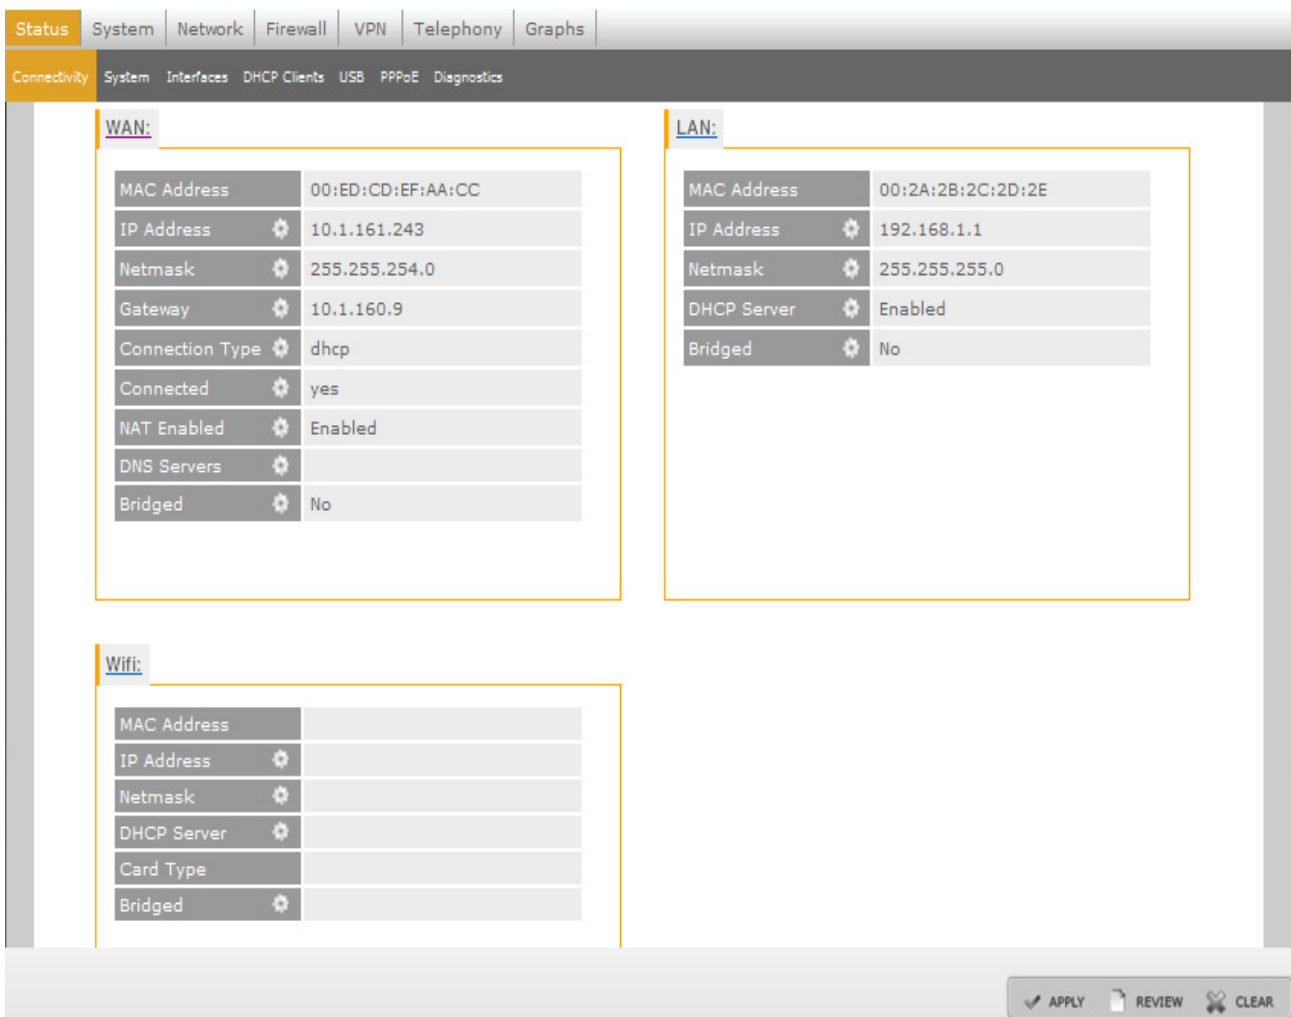 Status System Network Firewall VPN Telephony Graphs
Connectivity System Interfaces DHCP Clients USB PPPoE Diagnostics
WAN:
MAC Address 00:ED:CD:EF:AA:CC
IP Address 10.1.161.243
Netmask 255.255.254.0
Gateway 10.1.160.9
Connection Type dhcp
Connected yes
NAT Enabled Enabled
DNS Servers
Bridged No
LAN:
MAC Address 00:2A:2B:2C:2D:2E
IP Address 192.168.1.1
Netmask 255.255.255.0
DHCP Server Enabled
Bridged No
Wifi:
MAC Address
IP Address
Netmask
DHCP Server
Card Type
Bridged
APPLY REVIEW CLEAR